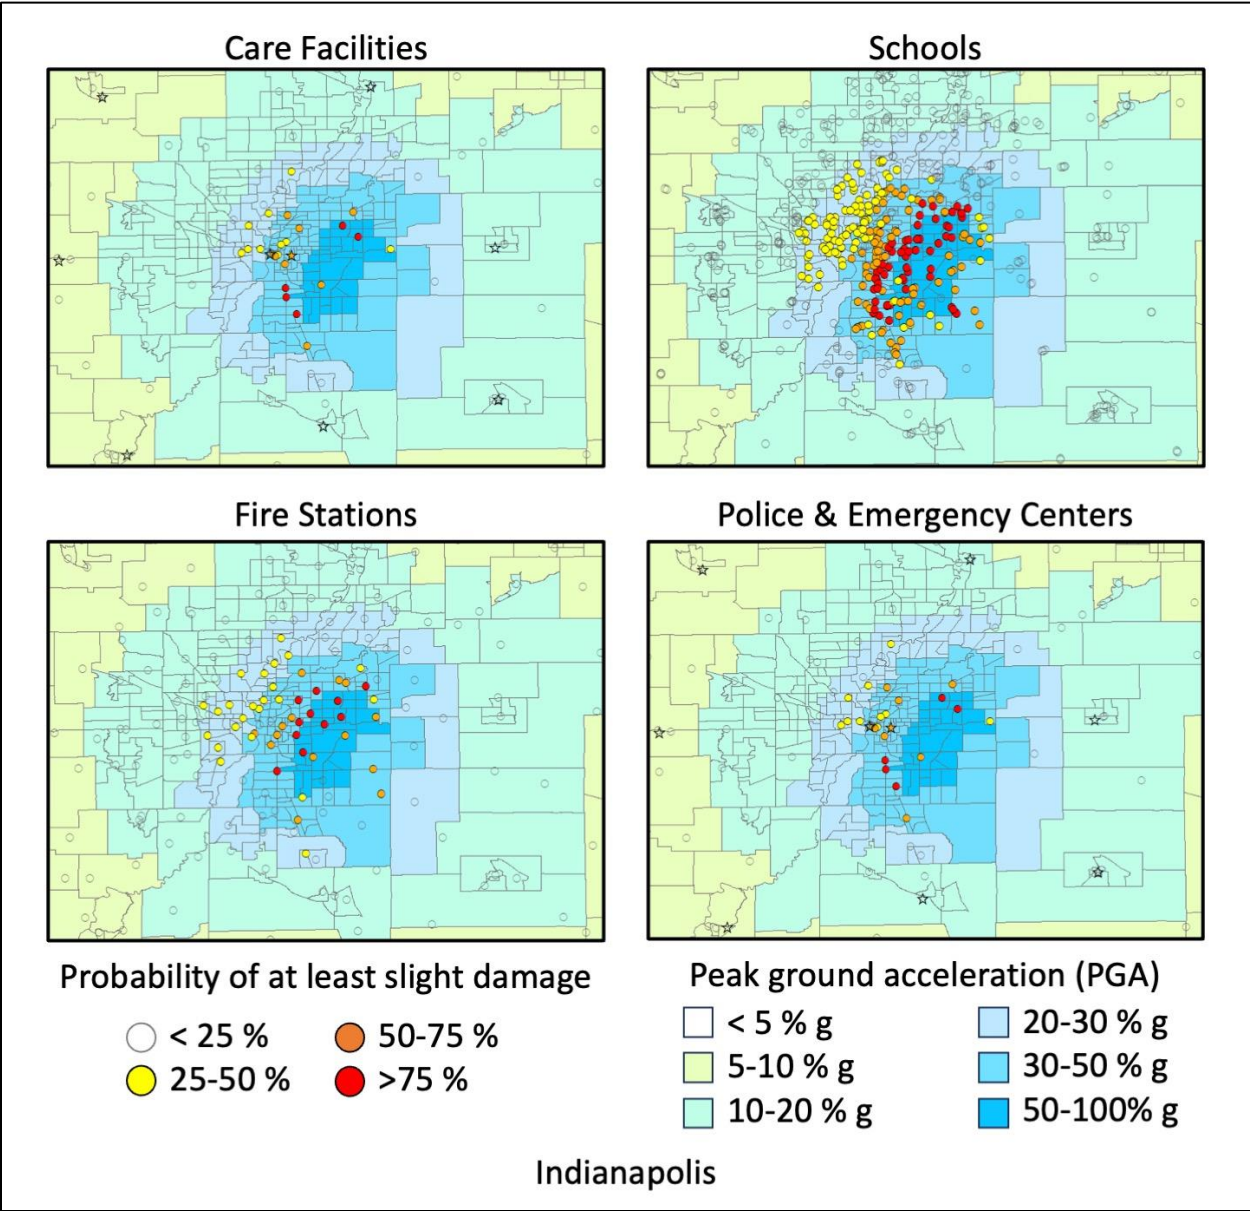 Care Facilities
Schools
Fire Stations
Police & Emergency Centers
Probability of at least slight damage
< 25 %
50-75 %
25-50 %
>75 %
Peak ground acceleration (PGA)
< 5 % g
20-30 % g
5-10 % g
30-50 % g
10-20 % g
50-100% g
Indianapolis